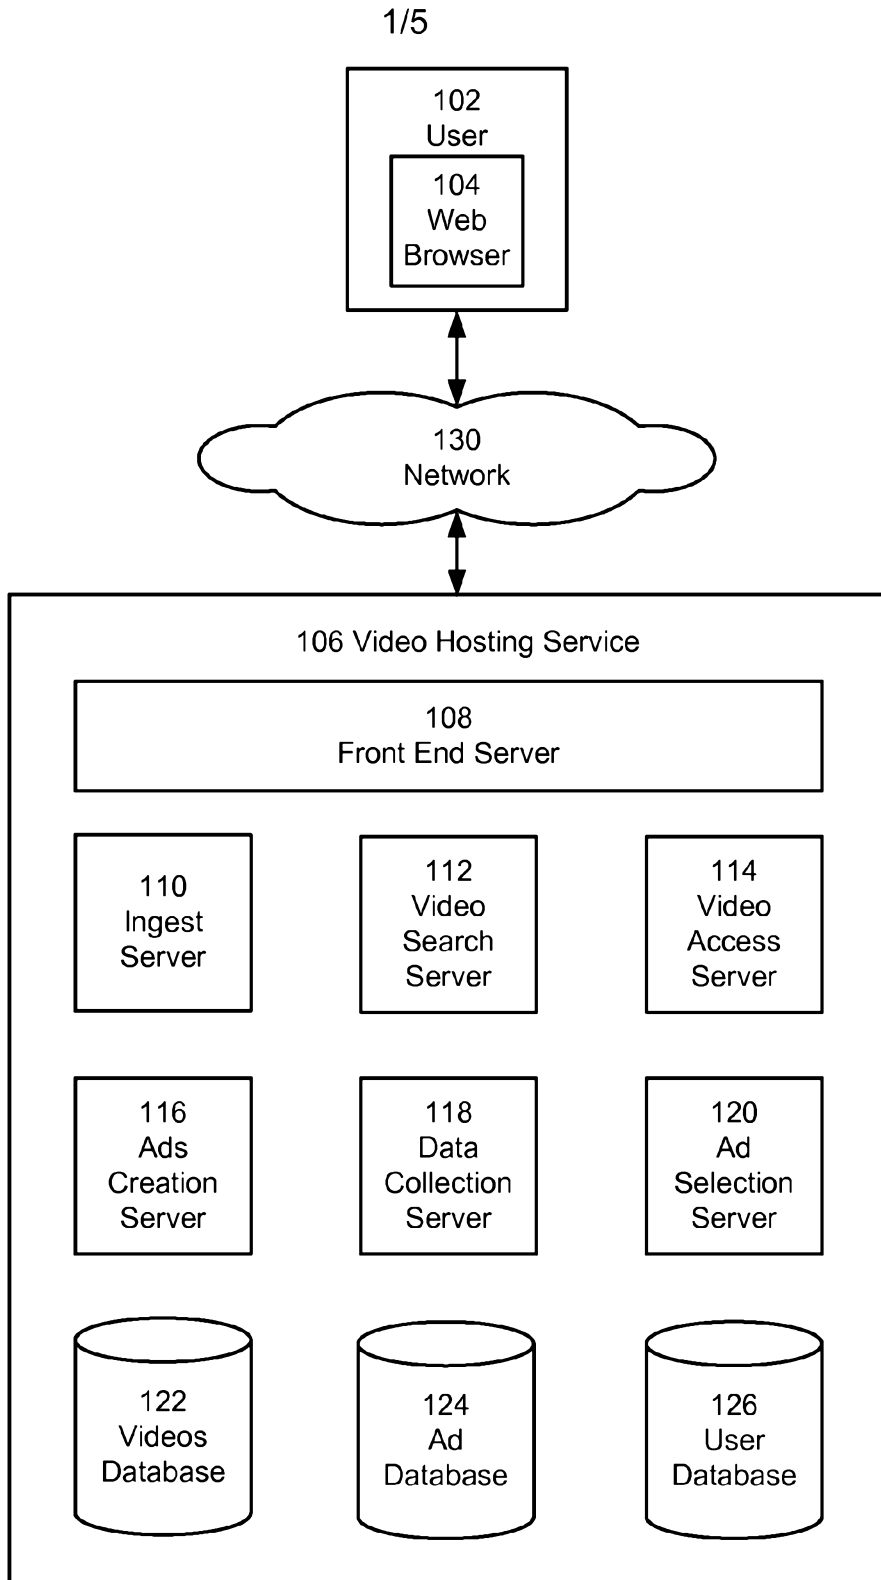 1/5
102
User
104
Web
Browser
130
Network
106 Video Hosting Service
108
Front End Server
110
Ingest
Server
112
Video
Search
Server
114
Video
Access
Server
116
Ads
Creation
Server
118
Data
Collection
Server
120
Ad
Selection
Server
122
Videos
Database
124
Ad
Database
126
User
Database